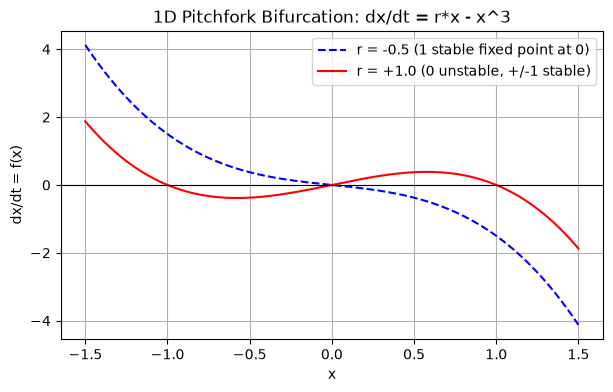 1D Pitchfork Bifurcation: dx/dt = r*x - x^3
r = -0.5 (1 stable fixed point at 0)
r = +1.0 (0 unstable, +/-1 stable)
dx/dt = f(x)
4
2
0
−2
−4
−1.5 −1.0 −0.5 0.0 0.5 1.0 1.5
x